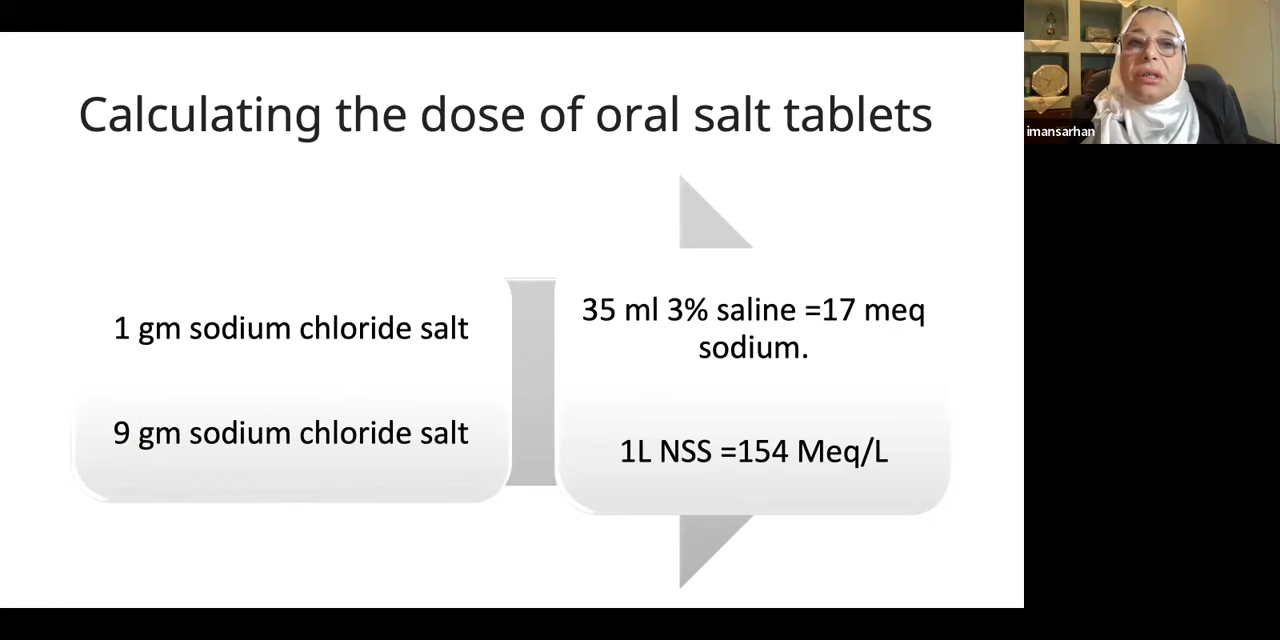 Calculating the dose of oral salt tablets
1 gm sodium chloride salt
9 gm sodium chloride salt
35 ml 3% saline =17 meq
sodium.
1L NSS =154 Meq/L
imansarhan